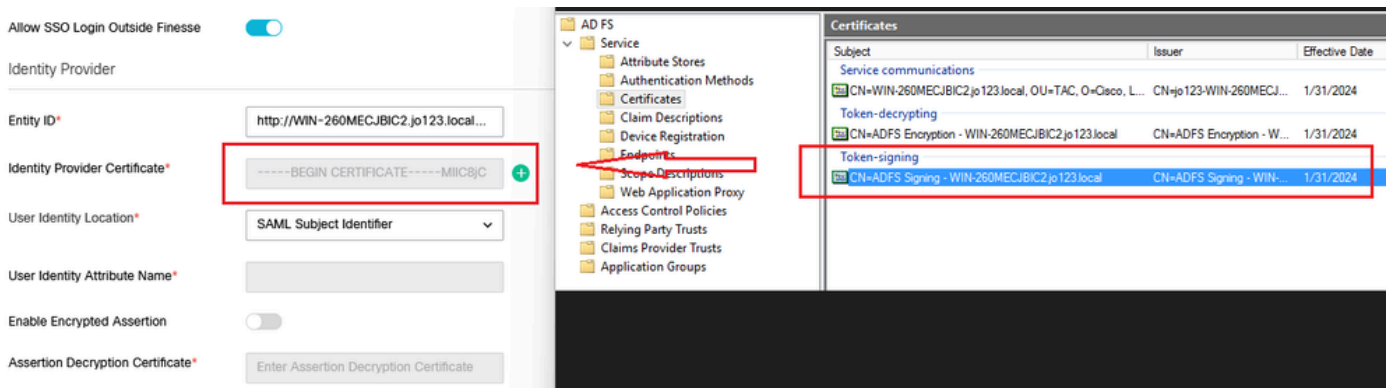 Allow SSO Login Outside Finesse
Identity Provider
Entity ID*
http://WIN-260MECJBIC2.jo123.local...
Identity Provider Certificate*
-----BEGIN CERTIFICATE-----MIIC8jC
User Identity Location*
SAML Subject Identifier
User Identity Attribute Name*
Enable Encrypted Assertion
Assertion Decryption Certificate*
Enter Assertion Decryption Certificate
AD FS
Service
Attribute Stores
Authentication Methods
Certificates
Claim Descriptions
Device Registration
Endpoints
Scope Descriptions
Web Application Proxy
Access Control Policies
Relying Party Trusts
Claims Provider Trusts
Application Groups
Certificates
Subject Issuer Effective Date
Service communications
CN=WIN-260MECJBIC2.jo123.local, OU=TAC, O=Cisco, L... CN=jo123-WIN-260MECJ... 1/31/2024
Token-decrypting
CN=ADFS Encryption - WIN-260MECJBIC2.jo123.local CN=ADFS Encryption - W... 1/31/2024
Token-signing
CN=ADFS Signing - WIN-260MECJBIC2.jo123.local CN=ADFS Signing - WIN-... 1/31/2024